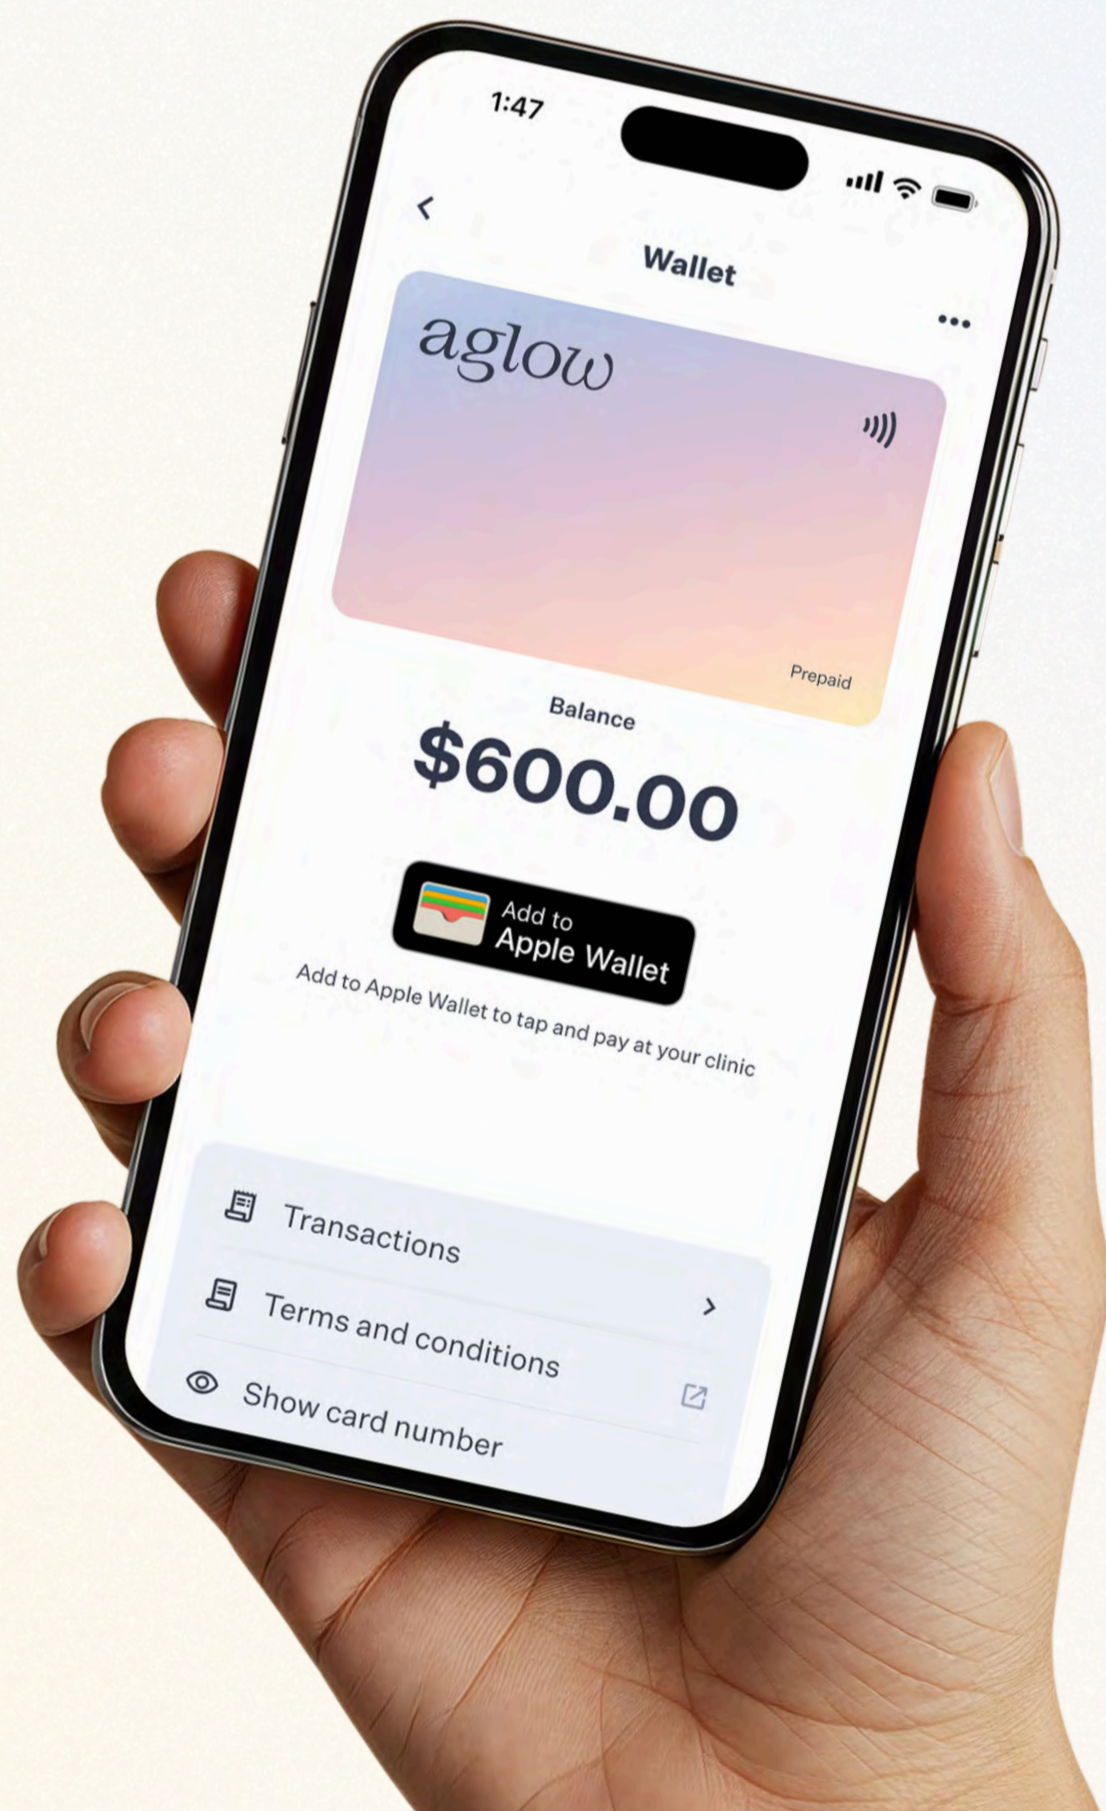 1:47
Wallet
aglow
Prepaid
Balance
$600.00
Add to
Apple Wallet
Add to Apple Wallet to tap and pay at your clinic
Transactions
Terms and conditions
Show card number